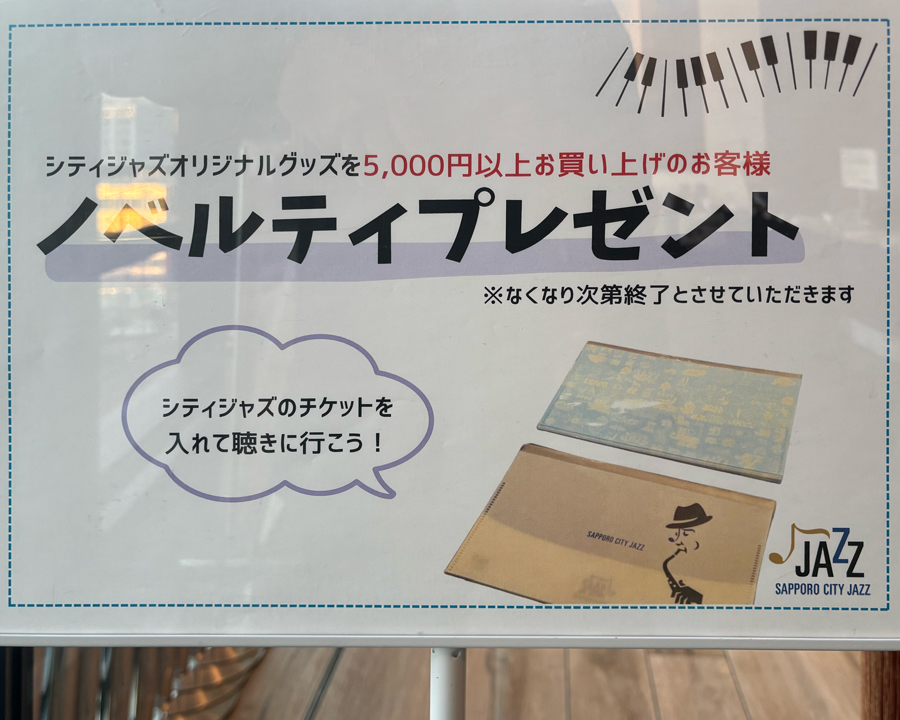 シティジャズオリジナルグッズを5,000円以上お買い上げのお客様
ノベルティプレゼント
※なくなり次第終了とさせていただきます
シティジャズのチケットを
入れて聴きに行こう！
SAPPORO CITY JAZZ
JAZZ
SAPPORO CITY JAZZ